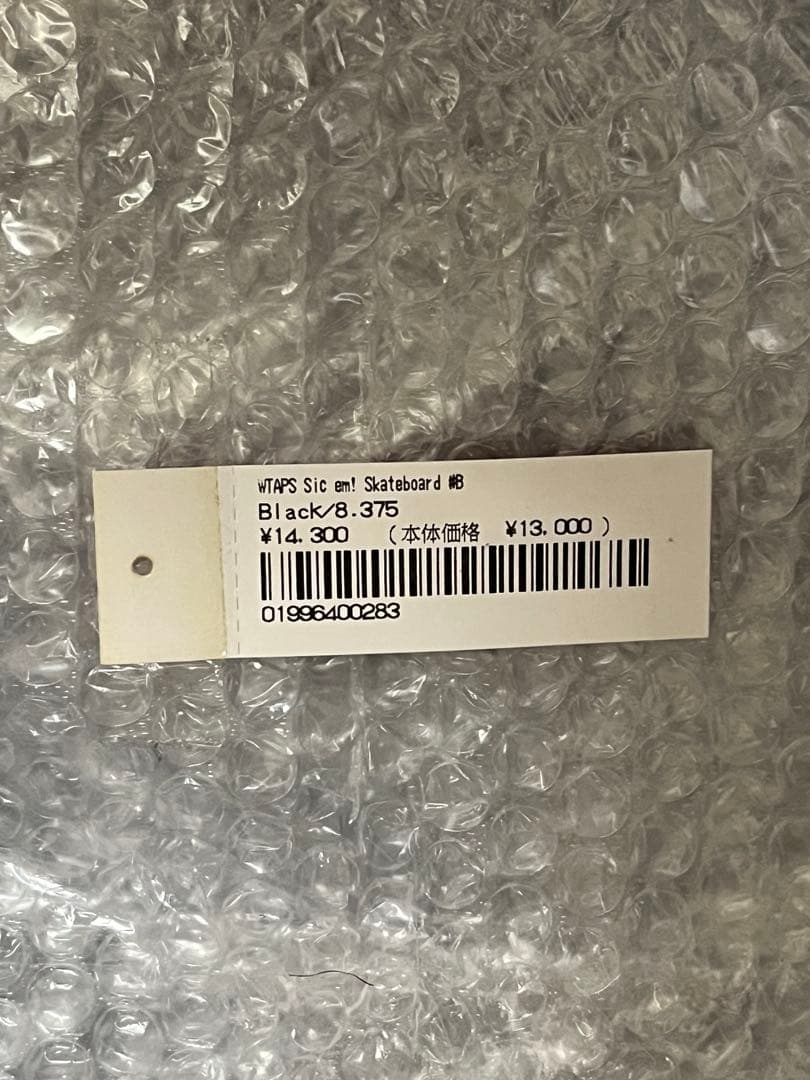 WTAPS Sic em! Skateboard #B
Black/8.375
¥14.300 (本体価格 ¥13.000)
01996400283